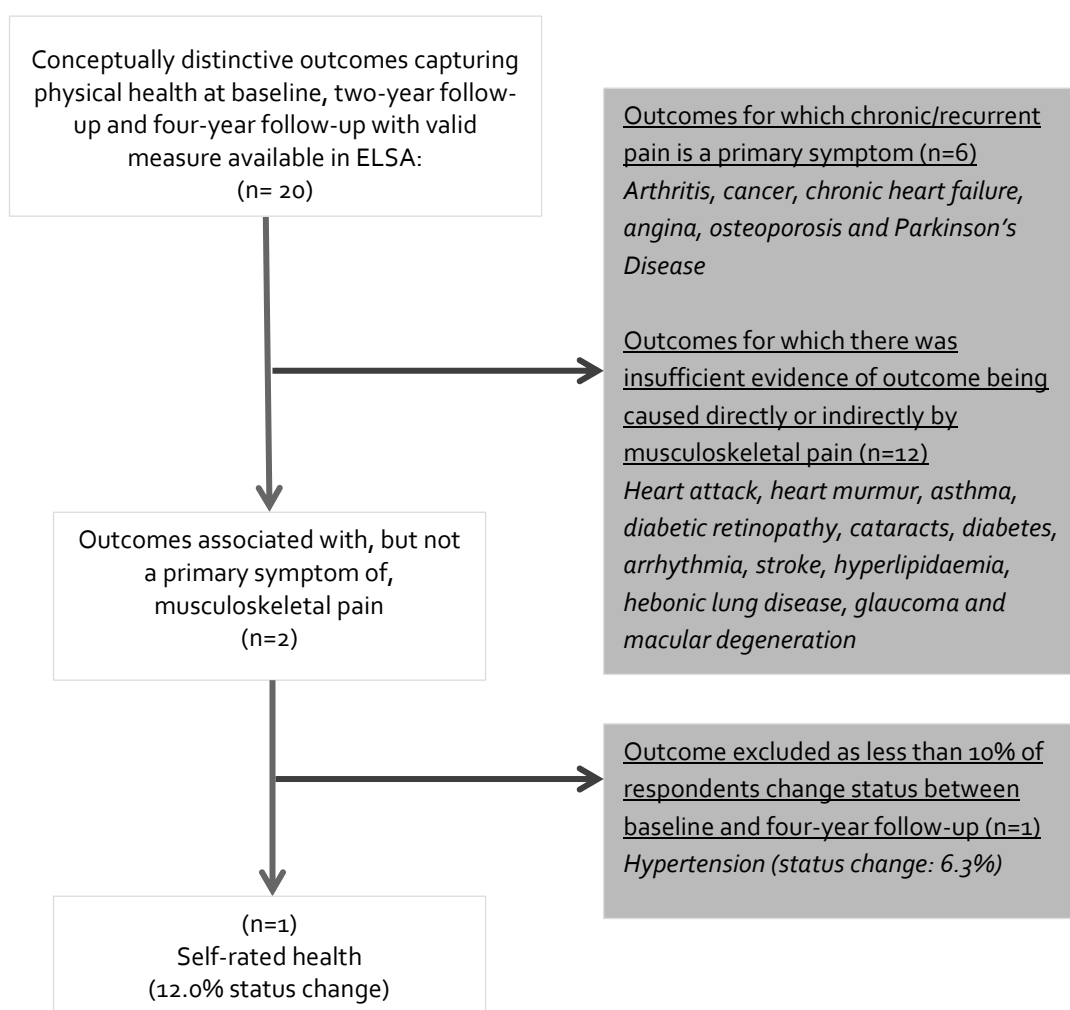 Conceptually distinctive outcomes capturing
physical health at baseline, two-year follow-
up and four-year follow-up with valid
measure available in ELSA:
(n= 20)
Outcomes for which chronic/recurrent
pain is a primary symptom (n=6)
Arthritis, cancer, chronic heart failure,
angina, osteoporosis and Parkinson's
Disease
Outcomes for which there was
insufficient evidence of outcome being
caused directly or indirectly by
musculoskeletal pain (n=12)
Heart attack, heart murmur, asthma,
diabetic retinopathy, cataracts, diabetes,
arrhythmia, stroke, hyperlipidaemia,
hebonic lung disease, glaucoma and
macular degeneration
Outcomes associated with, but not
a primary symptom of,
musculoskeletal pain
(n=2)
Outcome excluded as less than 10% of
respondents change status between
baseline and four-year follow-up (n=1)
Hypertension (status change: 6.3%)
(n=1)
Self-rated health
(12.0% status change)